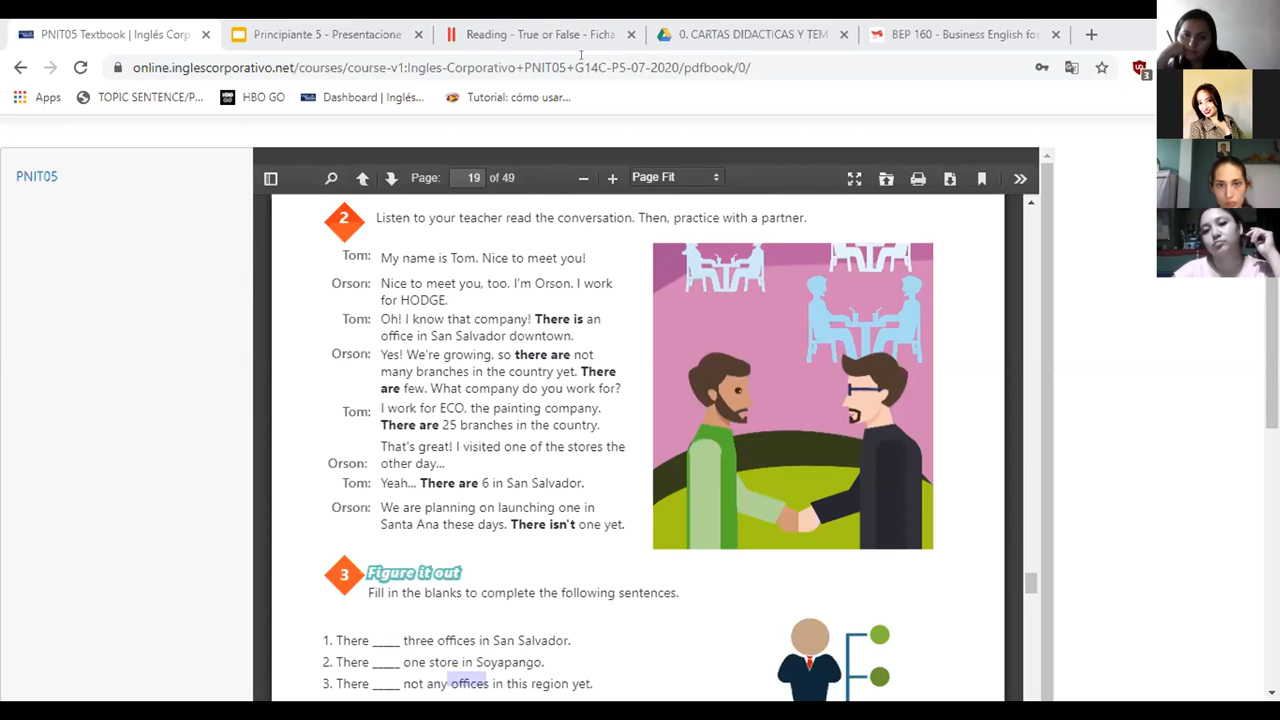 PNIT05 Textbook | Inglés Corp
Principiante 5 - Presentacione
Reading - True or False - Ficha
0. CARTAS DIDACTICAS Y TEM
BEP 160 - Business English for
online.inglescorporativo.net/courses/course-v1:Ingles-Corporativo+PNIT05+G14C-P5-07-2020/pdfbook/0/
3
Apps
TOPIC SENTENCE/P...
HBO GO
Dashboard | Inglés...
Tutorial: cómo usar...
PNIT05
Page: 19 of 49
Page Fit
2 Listen to your teacher read the conversation. Then, practice with a partner.
Tom: My name is Tom. Nice to meet you!
Orson: Nice to meet you, too. I'm Orson. I work
for HODGE.
Tom: Oh! I know that company! There is an
office in San Salvador downtown.
Orson: Yes! We're growing, so there are not
many branches in the country yet. There
are few. What company do you work for?
Tom: I work for ECO, the painting company.
There are 25 branches in the country.
That's great! I visited one of the stores the
Orson: other day...
Tom: Yeah... There are 6 in San Salvador.
Orson: We are planning on launching one in
Santa Ana these days. There isn't one yet.
3 Figure it out
Fill in the blanks to complete the following sentences.
1. There _____ three offices in San Salvador.
2. There _____ one store in Soyapango.
3. There _____ not any offices in this region yet.